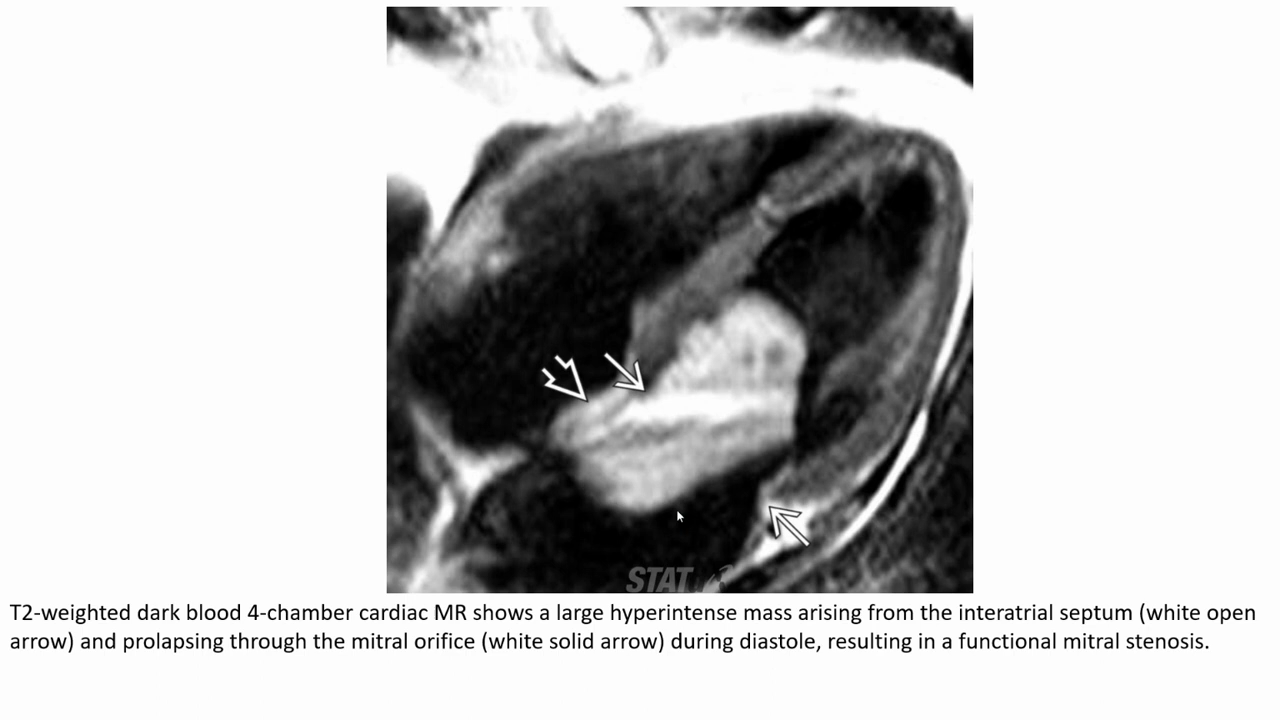 STAT
T2-weighted dark blood 4-chamber cardiac MR shows a large hyperintense mass arising from the interatrial septum (white open
arrow) and prolapsing through the mitral orifice (white solid arrow) during diastole, resulting in a functional mitral stenosis.